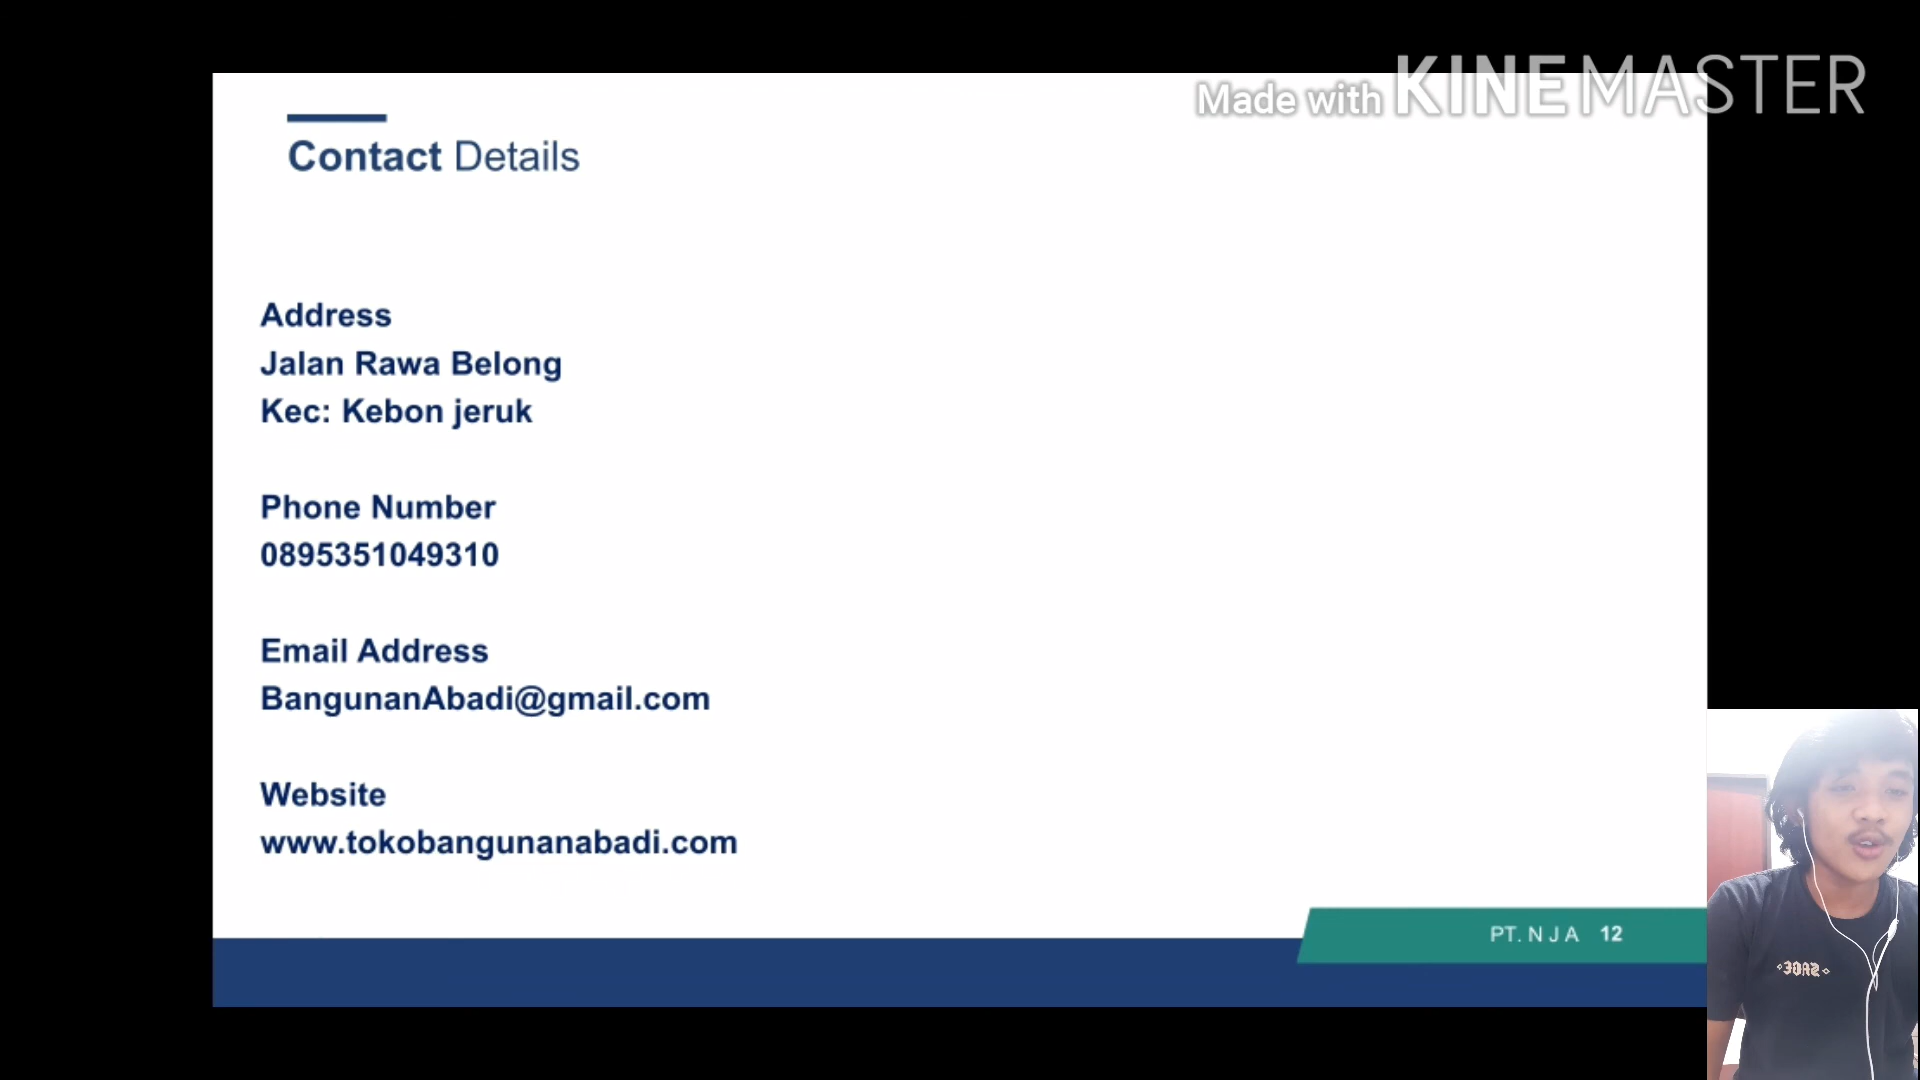 Made with KINEMASTER
Contact Details
Address
Jalan Rawa Belong
Kec: Kebon jeruk
Phone Number
0895351049310
Email Address
BangunanAbadi@gmail.com
Website
www.tokobangunanabadi.com
PT. N J A 12